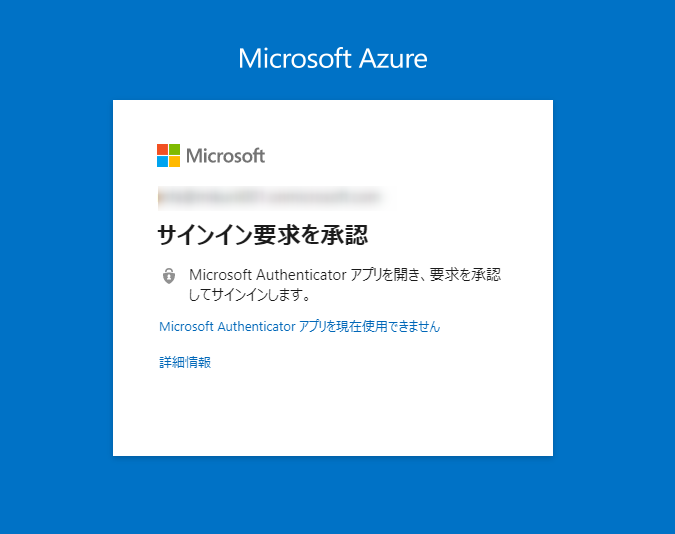 Microsoft Azure
Microsoft
サインイン要求を承認
Microsoft Authenticator アプリを開き、要求を承認
してサインインします。
Microsoft Authenticator アプリを現在使用できません
詳細情報